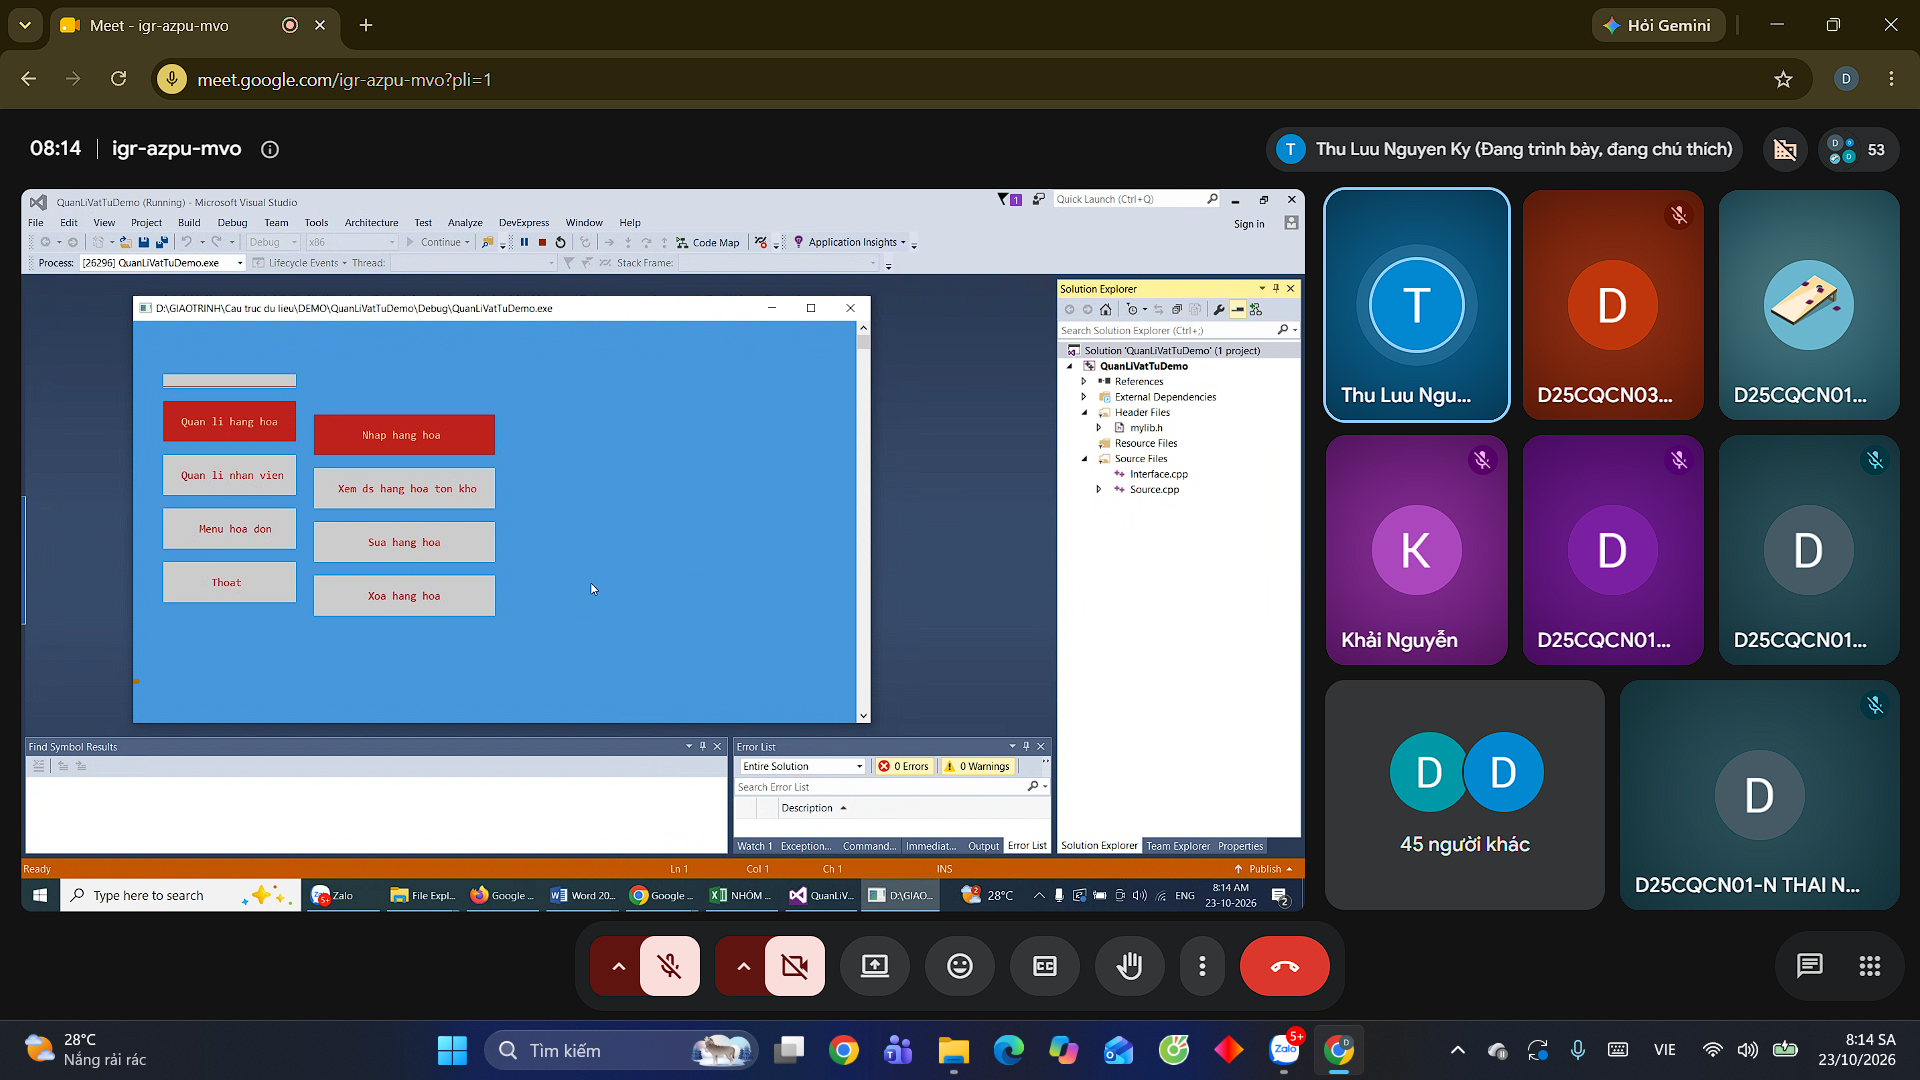 Meet - igr-azpu-mvo
Hỏi Gemini
meet.google.com/igr-azpu-mvo?pli=1
D
08:14
igr-azpu-mvo
T
Thu Luu Nguyen Ky (Đang trình bày, đang chú thích)
53
QuanLiVatTuDemo (Running) - Microsoft Visual Studio
1
Quick Launch (Ctrl+Q)
File Edit View Project Build Debug Team Tools Architecture Test Analyze DevExpress Window Help
Sign in
Debug x86 Continue Code Map Application Insights
Process: [26296] QuanLiVatTuDemo.exe Lifecycle Events Thread: Stack Frame:
D:\GIAOTRINH\Cau truc du lieu\DEMO\QuanLiVatTuDemo\Debug\QuanLiVatTuDemo.exe
Quan li hang hoa
Quan li nhan vien
Menu hoa don
Thoat
Nhap hang hoa
Xem ds hang hoa ton kho
Sua hang hoa
Xoa hang hoa
Solution Explorer
Search Solution Explorer (Ctrl+;)
Solution 'QuanLiVatTuDemo' (1 project)
QuanLiVatTuDemo
References
External Dependencies
Header Files
mylib.h
Resource Files
Source Files
Interface.cpp
Source.cpp
Find Symbol Results
Error List
Entire Solution
0 Errors
0 Warnings
Search Error List
Description
Watch 1 Exception... Command... Immediat... Output Error List
Solution Explorer Team Explorer Properties
Ready
Ln 1 Col 1 Ch 1 INS
Publish
Type here to search
5+ Zalo
File Expl...
Google ...
Word 20...
Google ...
NHÓM ...
QuanLiV...
D:\GIAO...
2
28°C
ENG
8:14 AM
23-10-2026
2
T
Thu Luu Ngu...
D
D25CQCN03...
D25CQCN01...
K
Khải Nguyễn
D
D25CQCN01...
D
D25CQCN01...
D D
45 người khác
D
D25CQCN01-N THAI N...
28°C
Nắng rải rác
Tìm kiếm
Zalo
5+
D
VIE
8:14 SA
23/10/2026